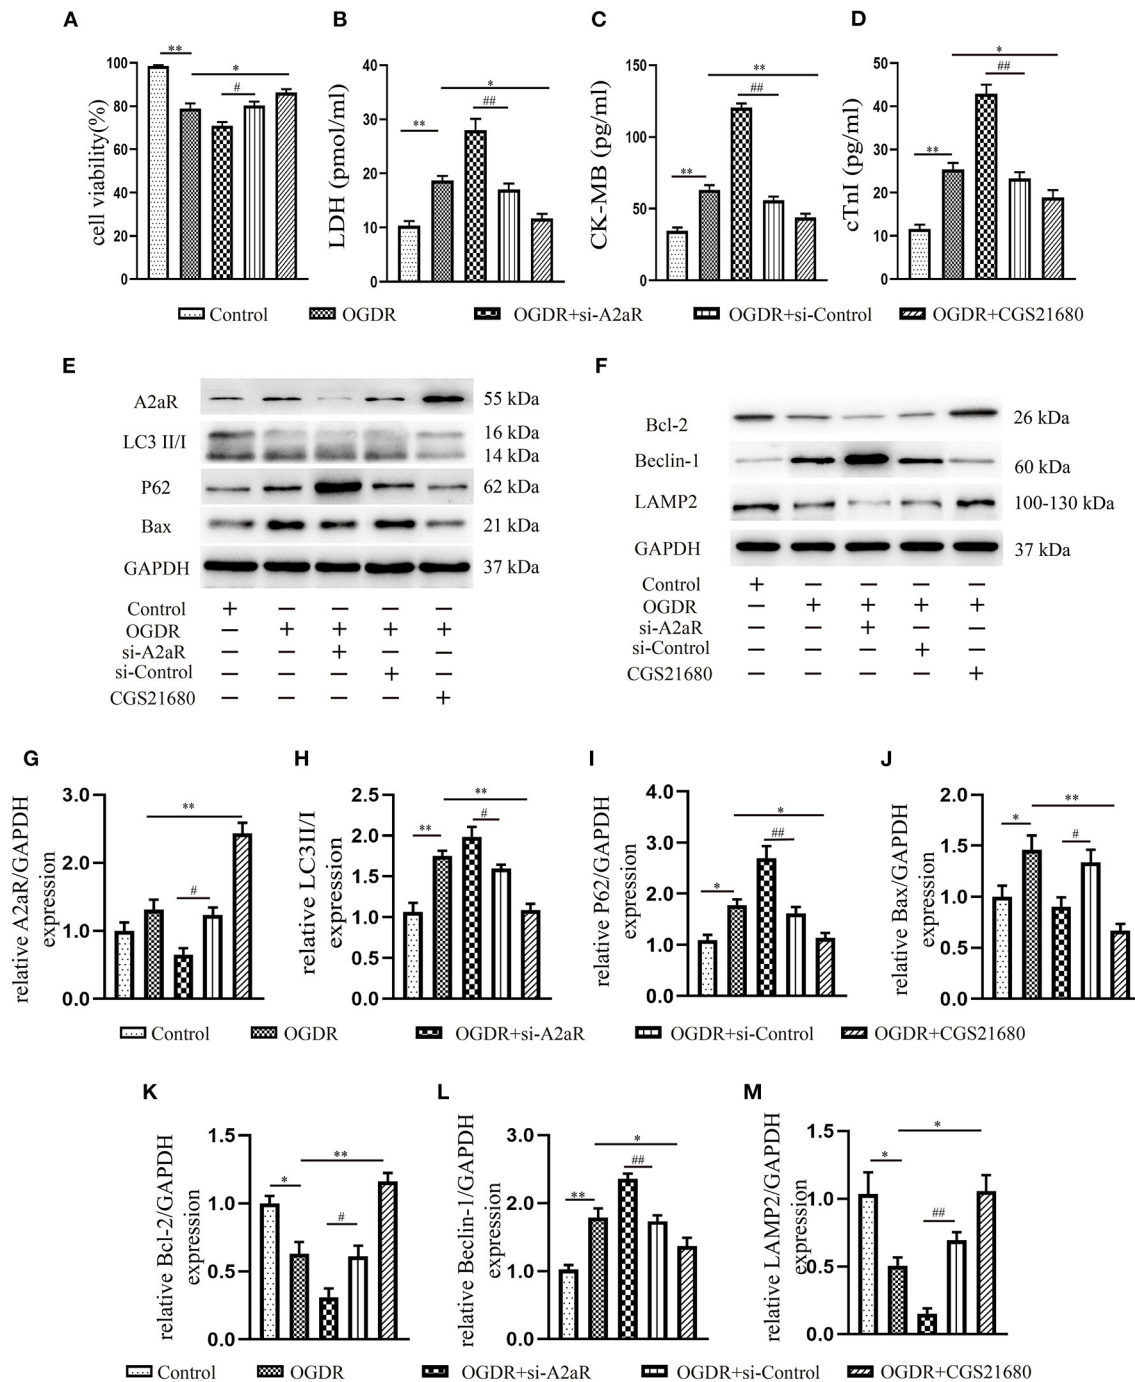 A B C D
cell viability(%)
100
80
60
40
20
0
** * #
LDH (pmol/ml)
40
30
20
10
0
** * ##
CK-MB (pg/ml)
150
100
50
0
** ** ##
cTnI (pg/ml)
50
40
30
20
10
0
** * ##
Control OGDR OGDR+si-A2aR OGDR+si-Control OGDR+CGS21680
E
A2aR 55 kDa
LC3 II/I 16 kDa
14 kDa
P62 62 kDa
Bax 21 kDa
GAPDH 37 kDa
Control + − − − −
OGDR − + + + +
si-A2aR − − + − −
si-Control − − − + −
CGS21680 − − − − +
F
Bcl-2 26 kDa
Beclin-1 60 kDa
LAMP2 100-130 kDa
GAPDH 37 kDa
Control + − − − −
OGDR − + + + +
si-A2aR − − + − −
si-Control − − − + −
CGS21680 − − − − +
G H I J
relative A2aR/GAPDH
expression
3.0
2.0
1.0
0.0
** #
relative LC3II/I
expression
2.5
2.0
1.5
1.0
0.5
0.0
** ** #
relative P62/GAPDH
expression
4.0
3.0
2.0
1.0
0.0
* * ##
relative Bax/GAPDH
expression
2.0
1.5
1.0
0.5
0.0
* ** #
Control OGDR OGDR+si-A2aR OGDR+si-Control OGDR+CGS21680
K L M
relative Bcl-2/GAPDH
expression
1.5
1.0
0.5
0.0
* ** #
relative Beclin-1/GAPDH
expression
3.0
2.0
1.0
0.0
** * ##
relative LAMP2/GAPDH
expression
1.5
1.0
0.5
0.0
* * ##
Control OGDR OGDR+si-A2aR OGDR+si-Control OGDR+CGS21680